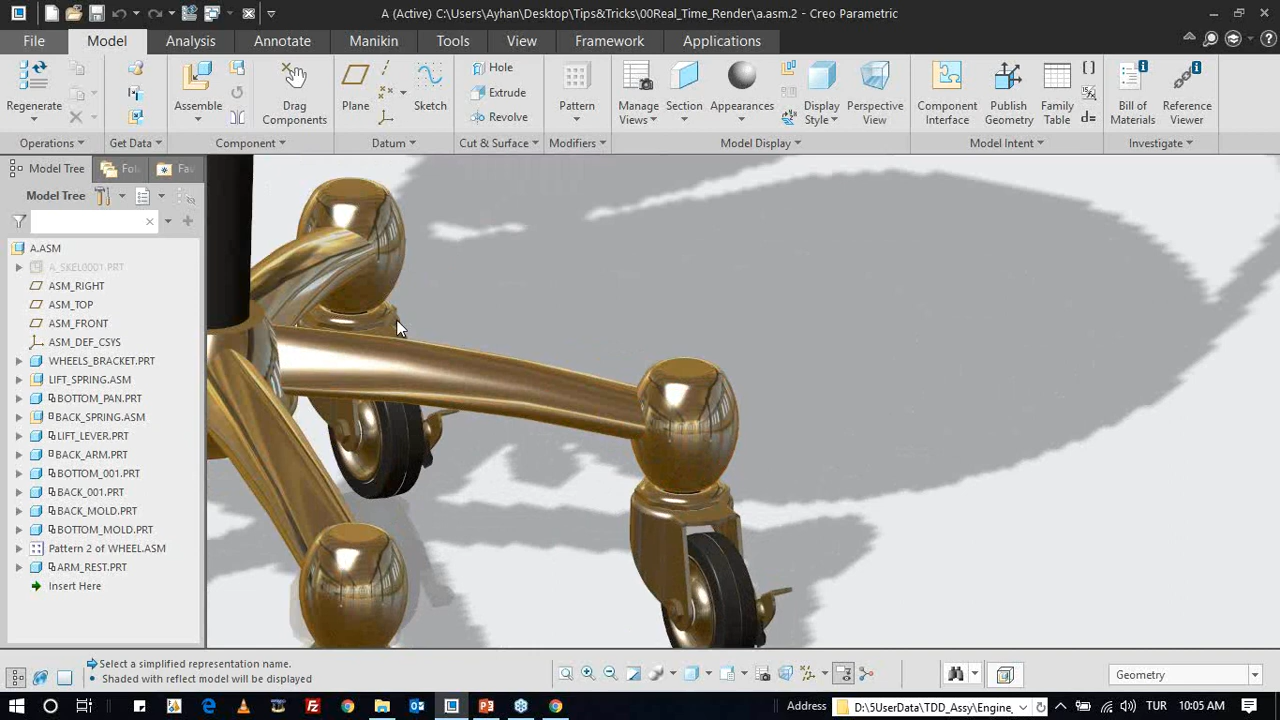 A (Active) C:\Users\Ayhan\Desktop\Tips&Tricks\00Real_Time_Render\a.asm.2 - Creo Parametric
File Model Analysis Annotate Manikin Tools View Framework Applications
Regenerate
Assemble
Drag Components
Plane
Sketch
Hole
Extrude
Revolve
Pattern
Manage Views
Section
Appearances
Display Style
Perspective View
Component Interface
Publish Geometry
Family Table
d=
Bill of Materials
Reference Viewer
Operations Get Data Component Datum Cut & Surface Modifiers Model Display Model Intent Investigate
Model Tree Fol Fav
Model Tree
A.ASM
A_SKEL0001.PRT
ASM_RIGHT
ASM_TOP
ASM_FRONT
ASM_DEF_CSYS
WHEELS_BRACKET.PRT
LIFT_SPRING.ASM
BOTTOM_PAN.PRT
BACK_SPRING.ASM
LIFT_LEVER.PRT
BACK_ARM.PRT
BOTTOM_001.PRT
BACK_001.PRT
BACK_MOLD.PRT
BOTTOM_MOLD.PRT
Pattern 2 of WHEEL.ASM
ARM_REST.PRT
Insert Here
Select a simplified representation name.
• Shaded with reflect model will be displayed
Geometry
Address D:\5UserData\TDD_Assy\Engine_ TUR 10:05 AM